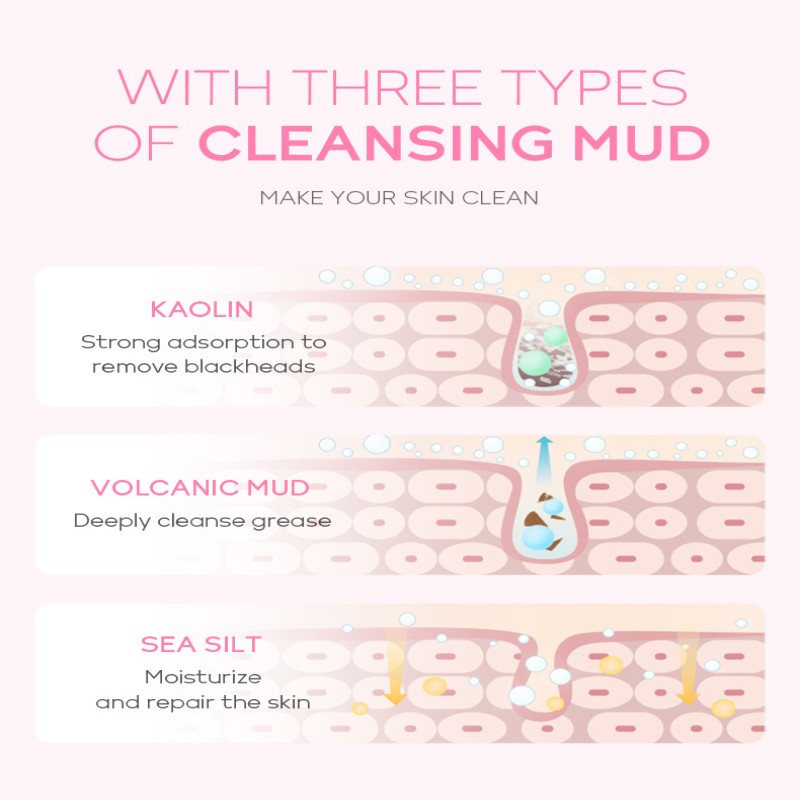 WITH THREE TYPES
OF CLEANSING MUD
MAKE YOUR SKIN CLEAN
KAOLIN
Strong adsorption to
remove blackheads
VOLCANIC MUD
Deeply cleanse grease
SEA SILT
Moisturize
and repair the skin